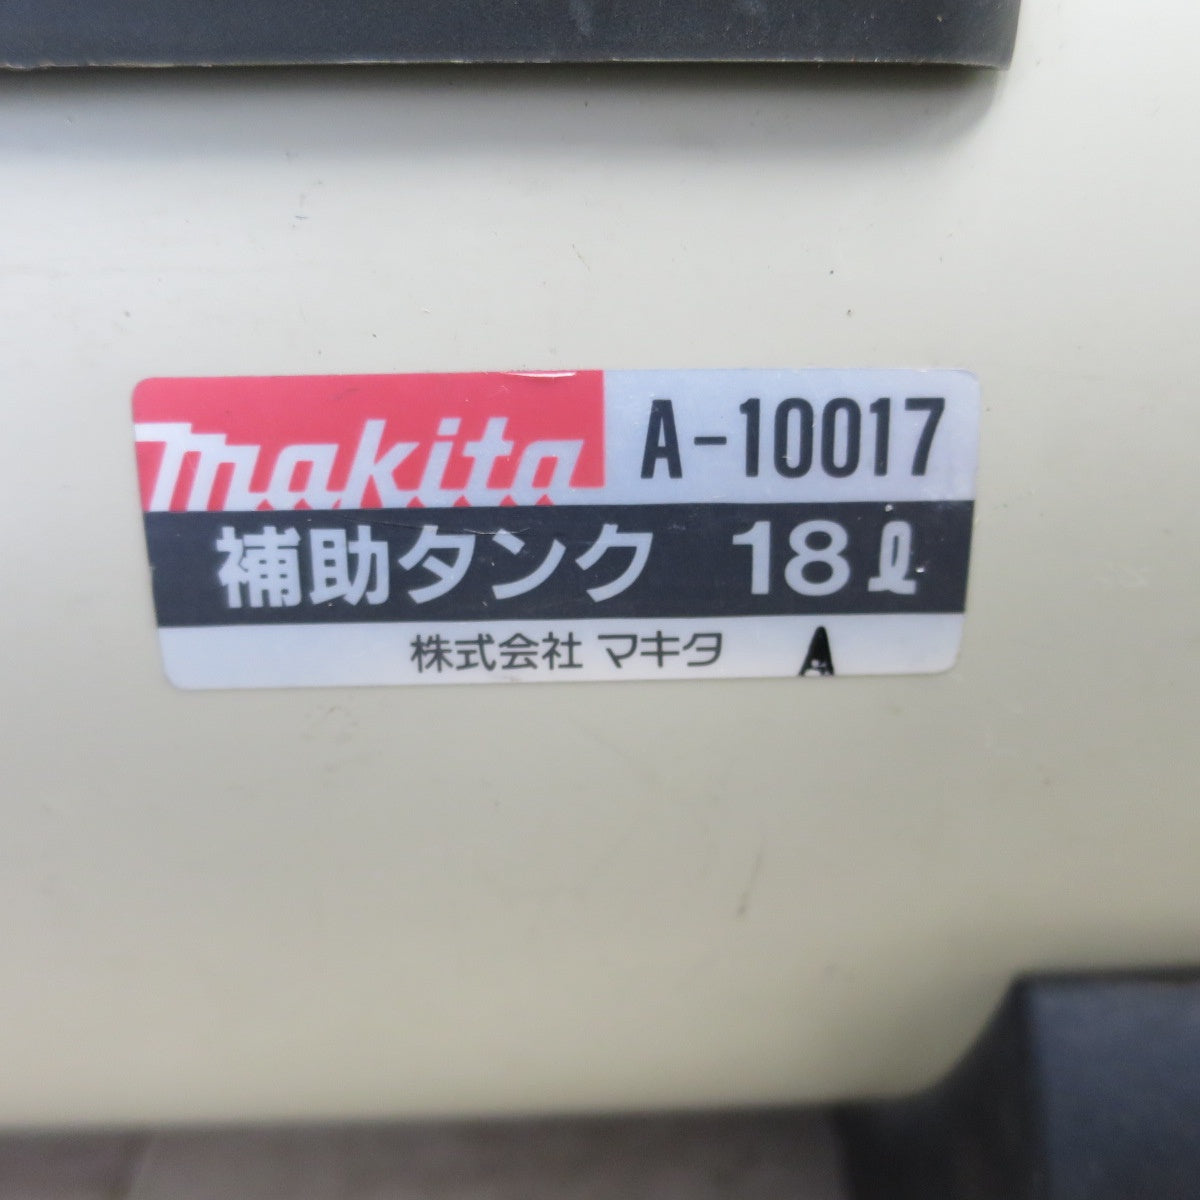 makita A-10017
補助タンク 18ℓ
株式会社 マキタ A